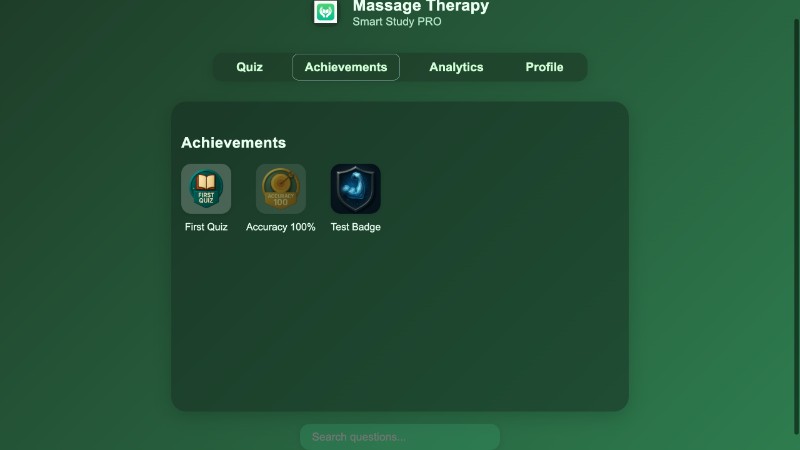 Massage Therapy
Smart Study PRO
Quiz
Achievements
Analytics
Profile
Achievements
FIRST
QUIZ
ACCURACY
100
First Quiz
Accuracy 100%
Test Badge
Search questions...